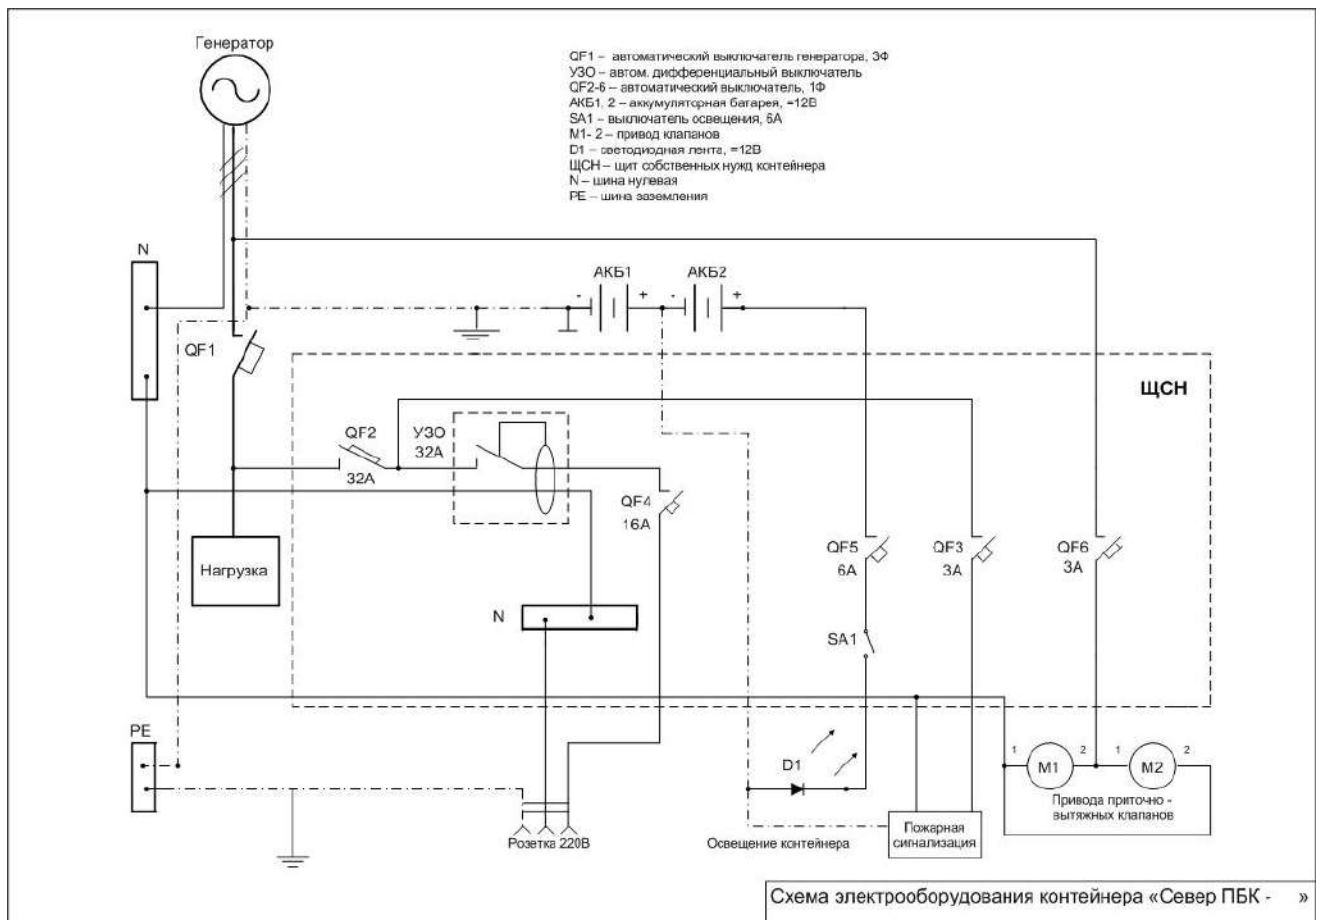 Генератор
QF1 – автоматический выключатель генератора, 3Ф
УЗО – автом. дифференциальный выключатель
QF2-6 – автоматический выключатель, 1Ф
АКБ1, 2 – аккумуляторная батарея, =12В
SA1 – выключатель освещения, 6А
М1- 2 – привод клапанов
D1 – светодиодная лента, =12В
ЩСН – щит собственных нужд контейнера
N – шина нулевая
PE – шина заземления
N
АКБ1
АКБ2
- + - +
QF1
ЩСН
QF2
32А
УЗО
32А
QF4
16А
QF5
6А
QF3
3А
QF6
3А
Нагрузка
N
SA1
PE
D1
1 М1 2 1 М2 2
Привода приточно -
вытяжных клапанов
Розетка 220В
Освещение контейнера
Пожарная
сигнализация
Схема электрооборудования контейнера «Север ПБК - »